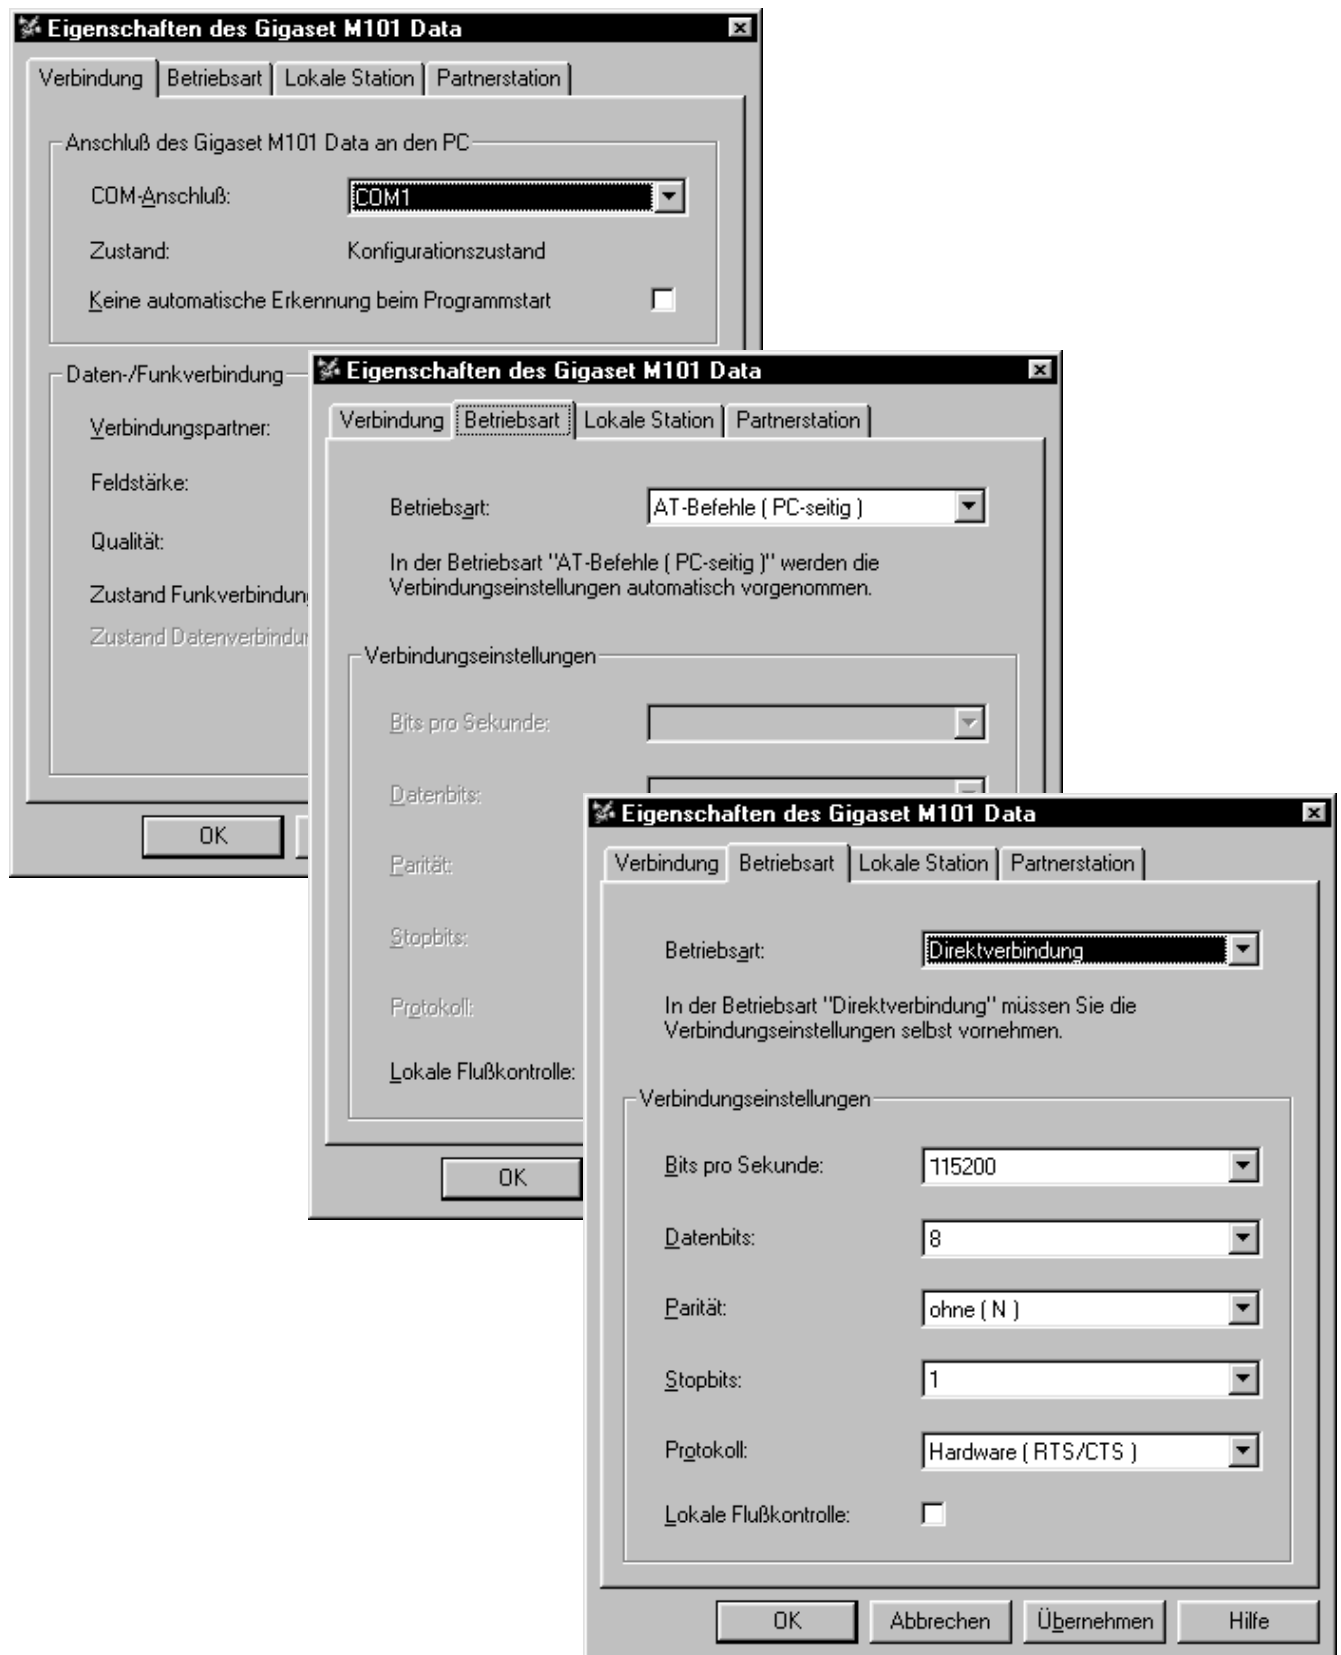 Eigenschaften des Gigaset M101 Data
Verbindung Betriebsart Lokale Station Partnerstation
Anschluß des Gigaset M101 Data an den PC
COM-Anschluß: COM1
Zustand: Konfigurationszustand
Keine automatische Erkennung beim Programmstart
Daten-/Funkverbindung
Verbindungspartner:
Feldstärke:
Qualität:
Zustand Funkverbindung
Zustand Datenverbindu
OK
Eigenschaften des Gigaset M101 Data
Verbindung Betriebsart Lokale Station Partnerstation
Betriebsart: AT-Befehle ( PC-seitig )
In der Betriebsart "AT-Befehle ( PC-seitig )" werden die
Verbindungseinstellungen automatisch vorgenommen.
Verbindungseinstellungen
Bits pro Sekunde:
Datenbits:
Parität:
Stopbits:
Protokoll:
Lokale Flußkontrolle:
OK
Eigenschaften des Gigaset M101 Data
Verbindung Betriebsart Lokale Station Partnerstation
Betriebsart: Direktverbindung
In der Betriebsart "Direktverbindung" müssen Sie die
Verbindungseinstellungen selbst vornehmen.
Verbindungseinstellungen
Bits pro Sekunde: 115200
Datenbits: 8
Parität: ohne ( N )
Stopbits: 1
Protokoll: Hardware ( RTS/CTS )
Lokale Flußkontrolle:
OK Abbrechen Übernehmen Hilfe